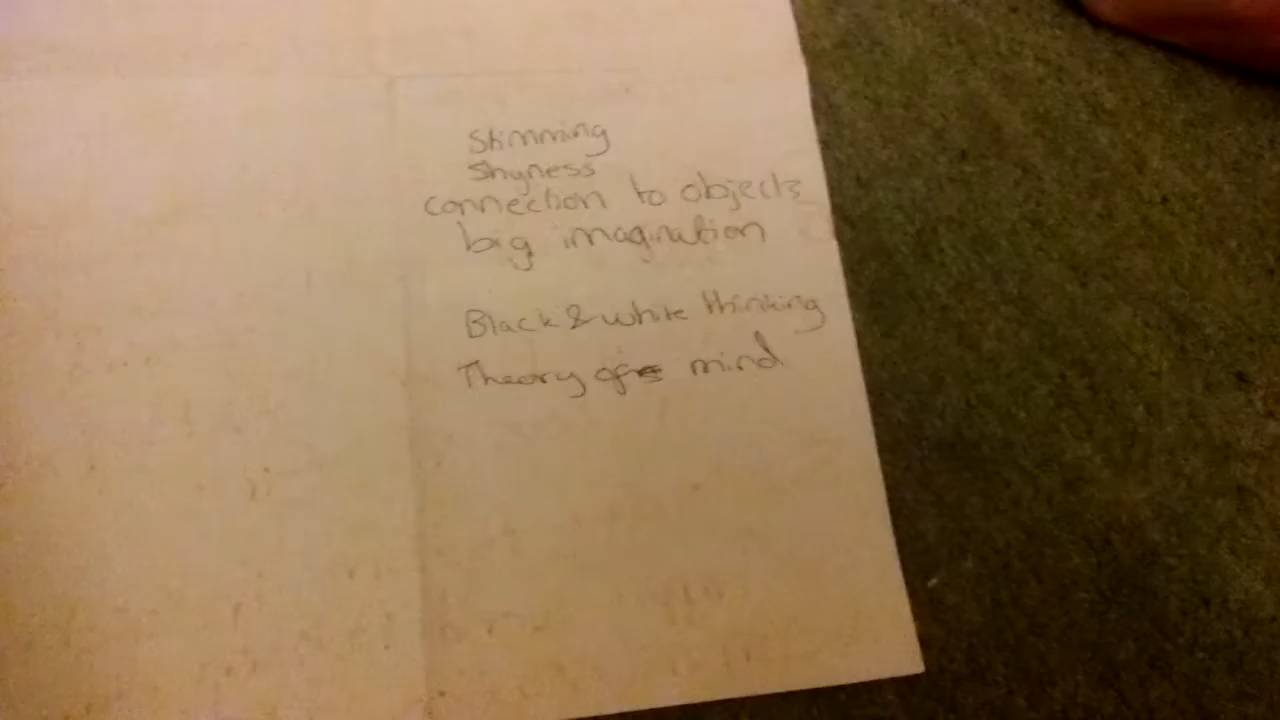 Stimming
Shyness
connection to objects
big imagination
Black & white thinking
Theory of mind